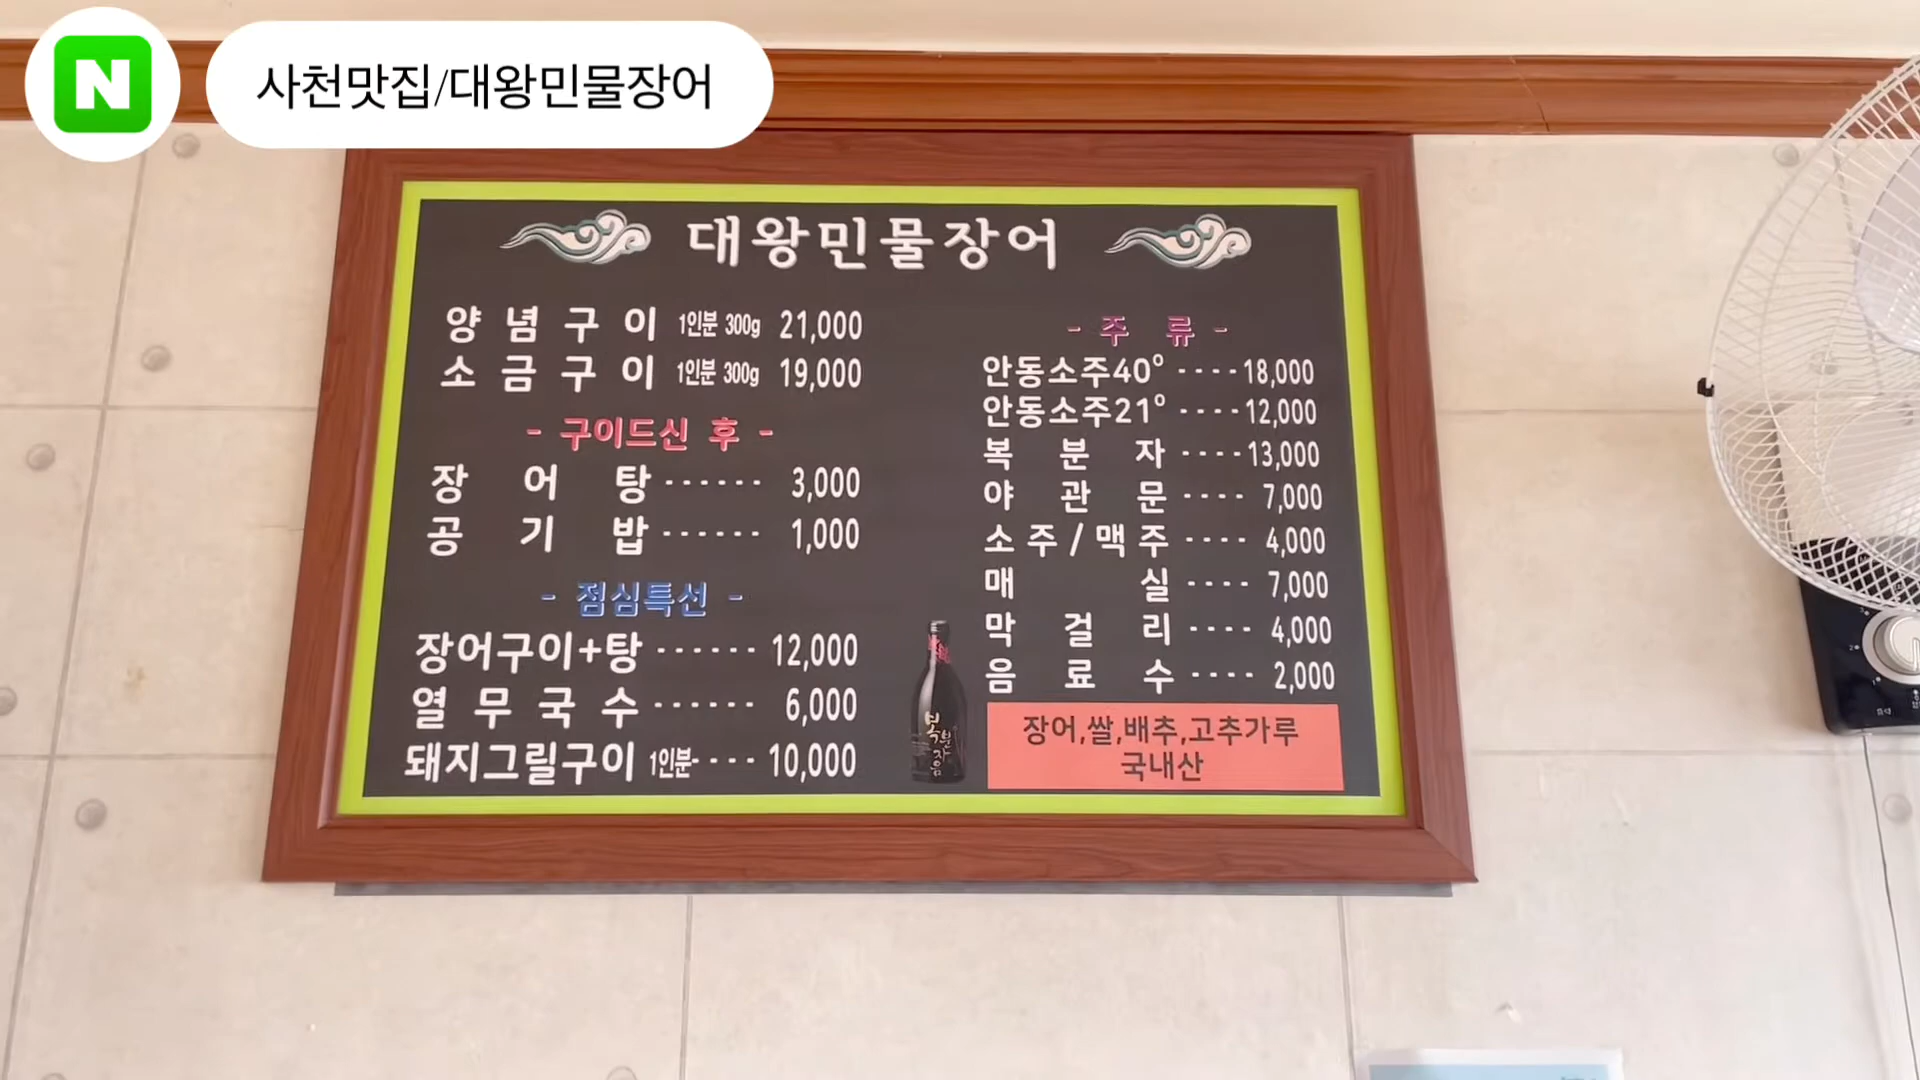 N
사천맛집/대왕민물장어
대왕민물장어
양념구이 1인분 300g 21,000
소금구이 1인분 300g 19,000
- 구이드신 후 -
장어탕 ------ 3,000
공기밥 ------ 1,000
- 점심특선 -
장어구이+탕 ------ 12,000
열무국수 ------ 6,000
돼지그릴구이 1인분---- 10,000
- 주류 -
안동소주40° ----18,000
안동소주21° ----12,000
복분자 ----13,000
야관문 ---- 7,000
소주/맥주 ---- 4,000
매실 ---- 7,000
막걸리 ---- 4,000
음료수 ---- 2,000
복분자음
장어,쌀,배추,고추가루
국내산